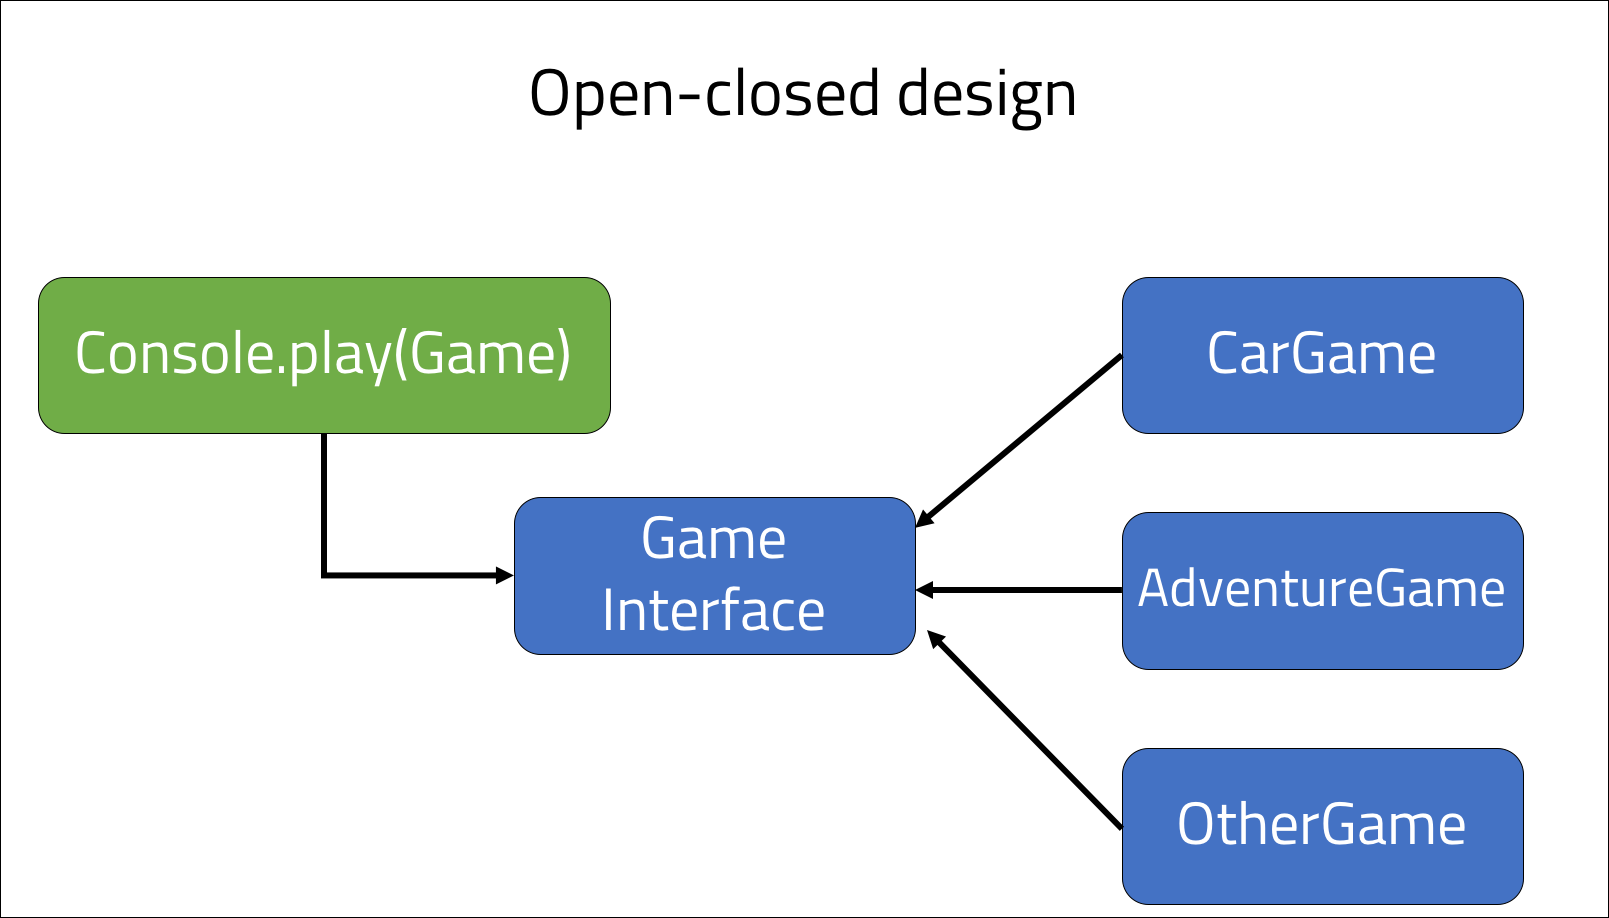 Open-closed design
Console.play(Game)
CarGame
Game
Interface
AdventureGame
OtherGame